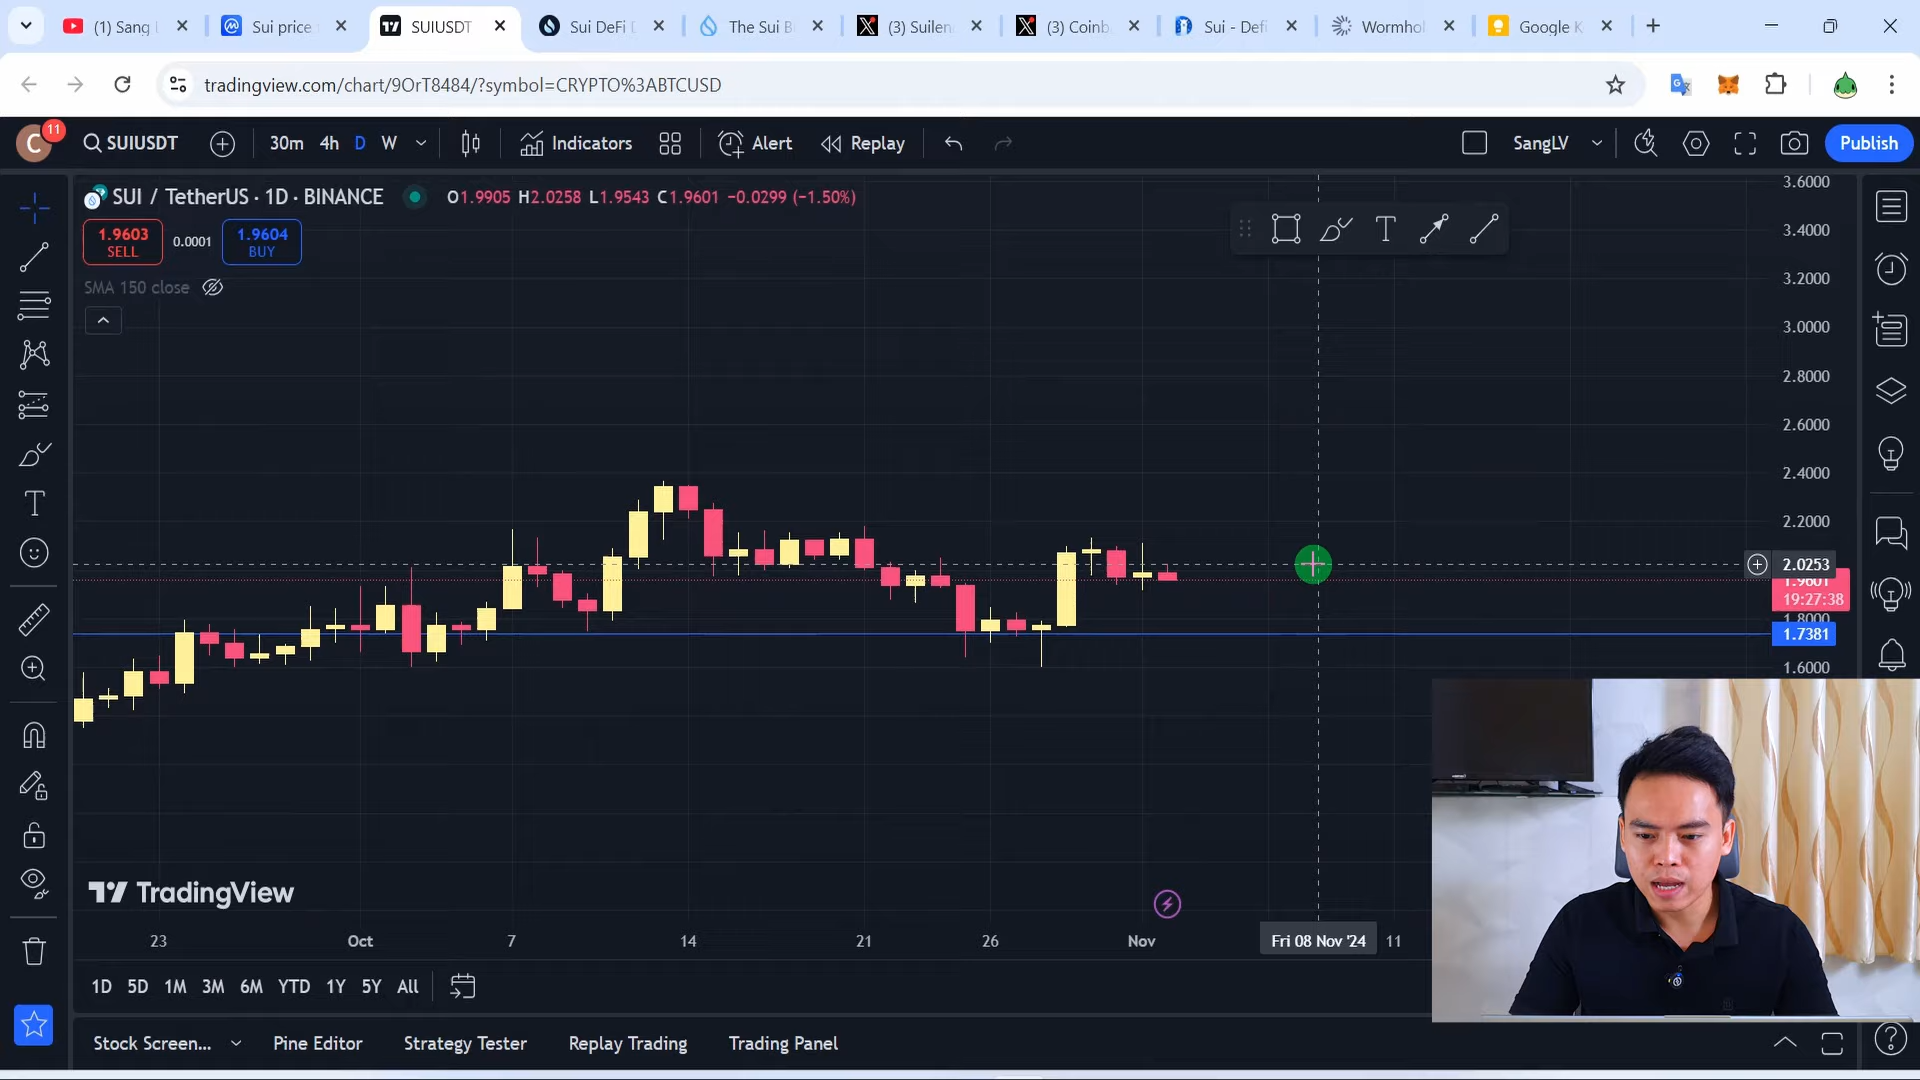 (1) Sang L
Sui price
SUIUSDT
Sui DeFi D
The Sui B
(3) Suilen
(3) Coinb
Sui - Defi
Wormhol
Google K
tradingview.com/chart/9OrT8484/?symbol=CRYPTO%3ABTCUSD
C 11
SUIUSDT 30m 4h D W Indicators Alert Replay SangLV Publish
SUI / TetherUS · 1D · BINANCE O1.9905 H2.0258 L1.9543 C1.9601 −0.0299 (−1.50%)
1.9603 SELL
0.0001
1.9604 BUY
SMA 150 close
3.6000
3.4000
3.2000
3.0000
2.8000
2.6000
2.4000
2.2000
2.0253
1.9601
19:27:38
1.8000
1.7381
1.6000
TradingView
23 Oct 7 14 21 26 Nov Fri 08 Nov '24 11
1D 5D 1M 3M 6M YTD 1Y 5Y All
Stock Screen... Pine Editor Strategy Tester Replay Trading Trading Panel